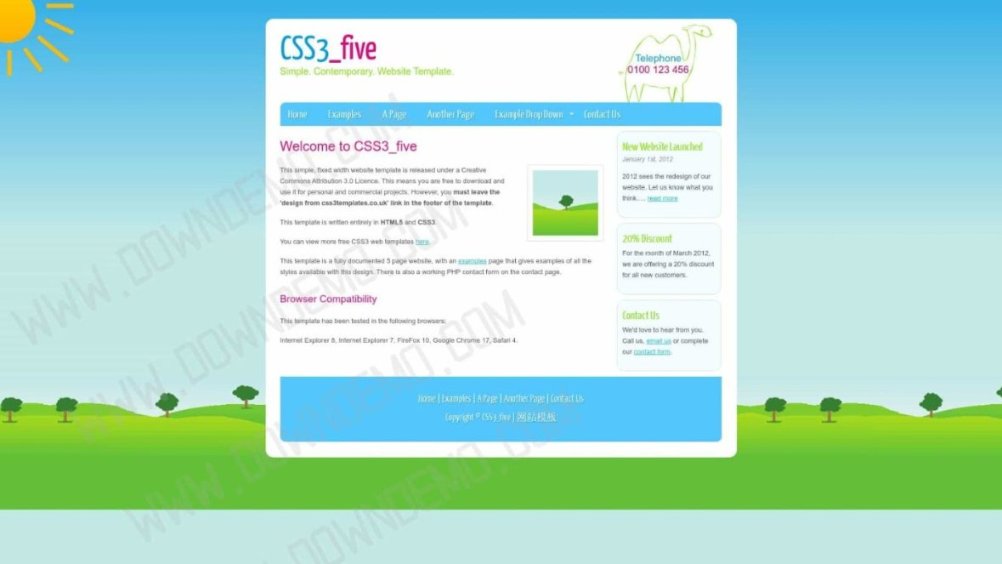 CSS3_five
Simple. Contemporary. Website Template.
Telephone
0100 123 456
Home Examples A Page Another Page Example Drop Down Contact Us
Welcome to CSS3_five
This simple, fixed width website template is released under a Creative
Commons Attribution 3.0 Licence. This means you are free to download and
use it for personal and commercial projects. However, you must leave the
'design from css3templates.co.uk' link in the footer of the template.
This template is written entirely in HTML5 and CSS3.
You can view more free CSS3 web templates here.
This template is a fully documented 5 page website, with an examples page that gives examples of all the
styles available with this design. There is also a working PHP contact form on the contact page.
Browser Compatibility
This template has been tested in the following browsers:
Internet Explorer 8, Internet Explorer 7, FireFox 10, Google Chrome 17, Safari 4.
New Website Launched
January 1st, 2012
2012 sees the redesign of our
website. Let us know what you
think.... read more
20% Discount
For the month of March 2012,
we are offering a 20% discount
for all new customers.
Contact Us
We'd love to hear from you.
Call us, email us or complete
our contact form.
Home | Examples | A Page | Another Page | Contact Us
Copyright © CSS3_five | 网站模板
WWW.DOWNDEMO.COM
WWW.DOWNDEMO.COM
WWW.DOWNDEMO.COM
WWW.DOWNDEMO.COM